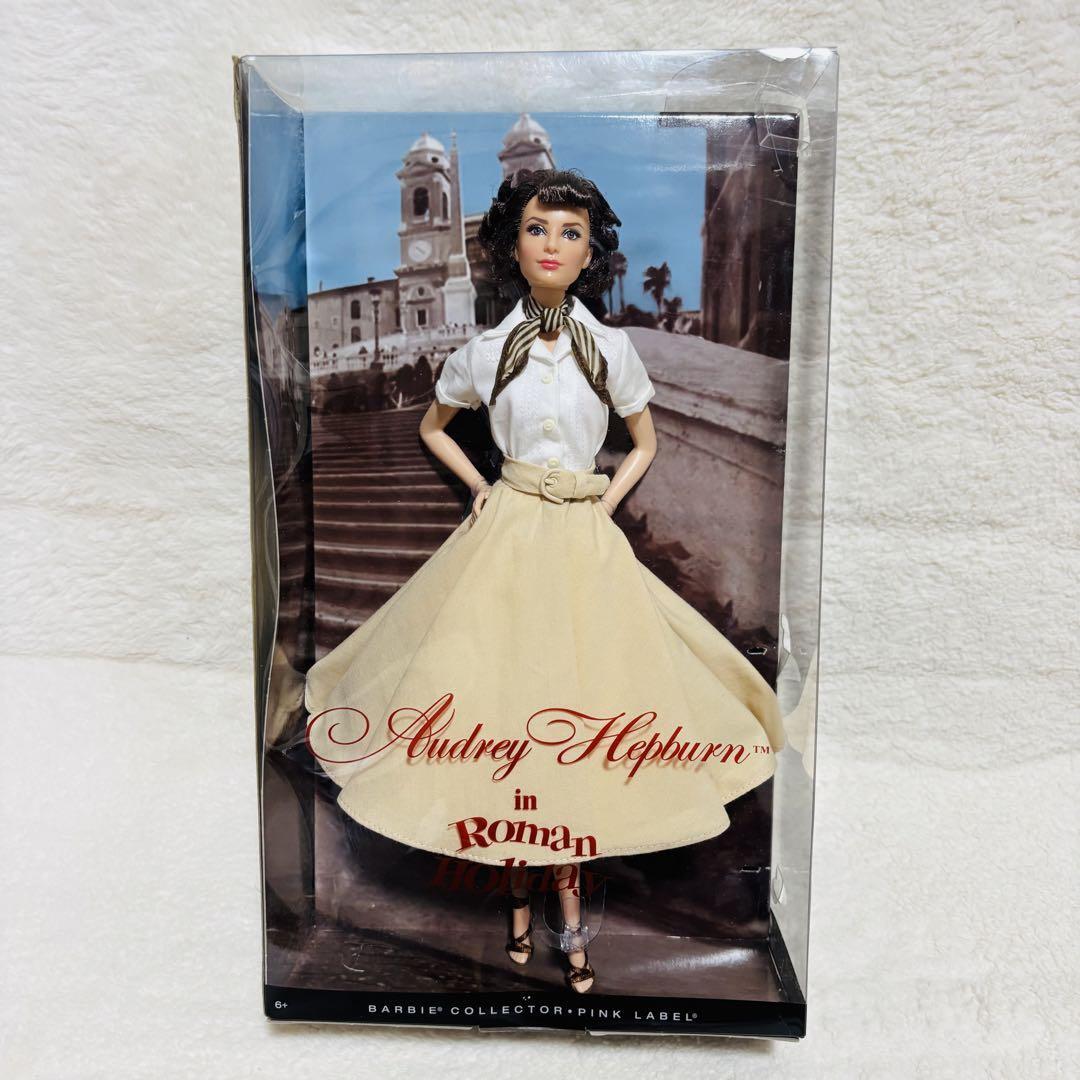 Audrey Hepburn™
in
Roman
Holiday
6+
BARBIE® COLLECTOR • PINK LABEL®